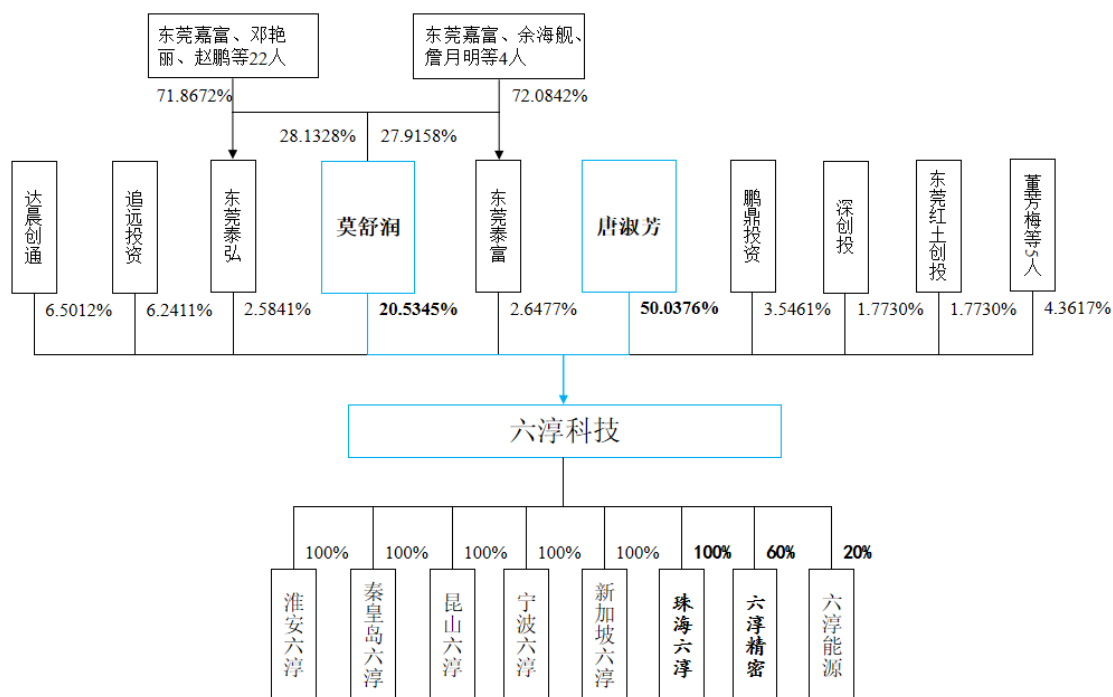 东莞嘉富、邓艳
丽、赵鹏等22人
东莞嘉富、余海舰、
詹月明等4人
71.8672%
72.0842%
28.1328%
27.9158%
达晨创通
追远投资
东莞泰弘
莫舒润
东莞泰富
唐淑芳
鹏鼎投资
深创投
东莞红土创投
董芳梅等5人
6.5012%
6.2411%
2.5841%
20.5345%
2.6477%
50.0376%
3.5461%
1.7730%
1.7730%
4.3617%
六淳科技
100%
100%
100%
100%
100%
100%
60%
20%
淮安六淳
秦皇岛六淳
昆山六淳
宁波六淳
新加坡六淳
珠海六淳
六淳精密
六淳能源